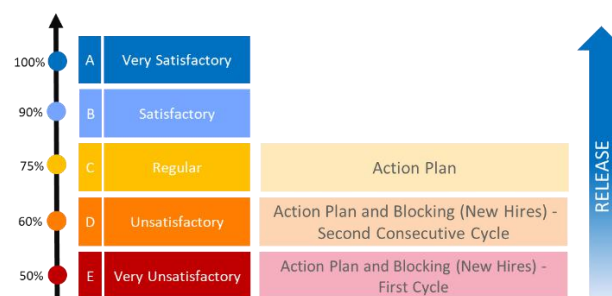 100% A Very Satisfactory
90% B Satisfactory
75% C Regular Action Plan
60% D Unsatisfactory Action Plan and Blocking (New Hires) -
Second Consecutive Cycle
50% E Very Unsatisfactory Action Plan and Blocking (New Hires) -
First Cycle
RELEASE